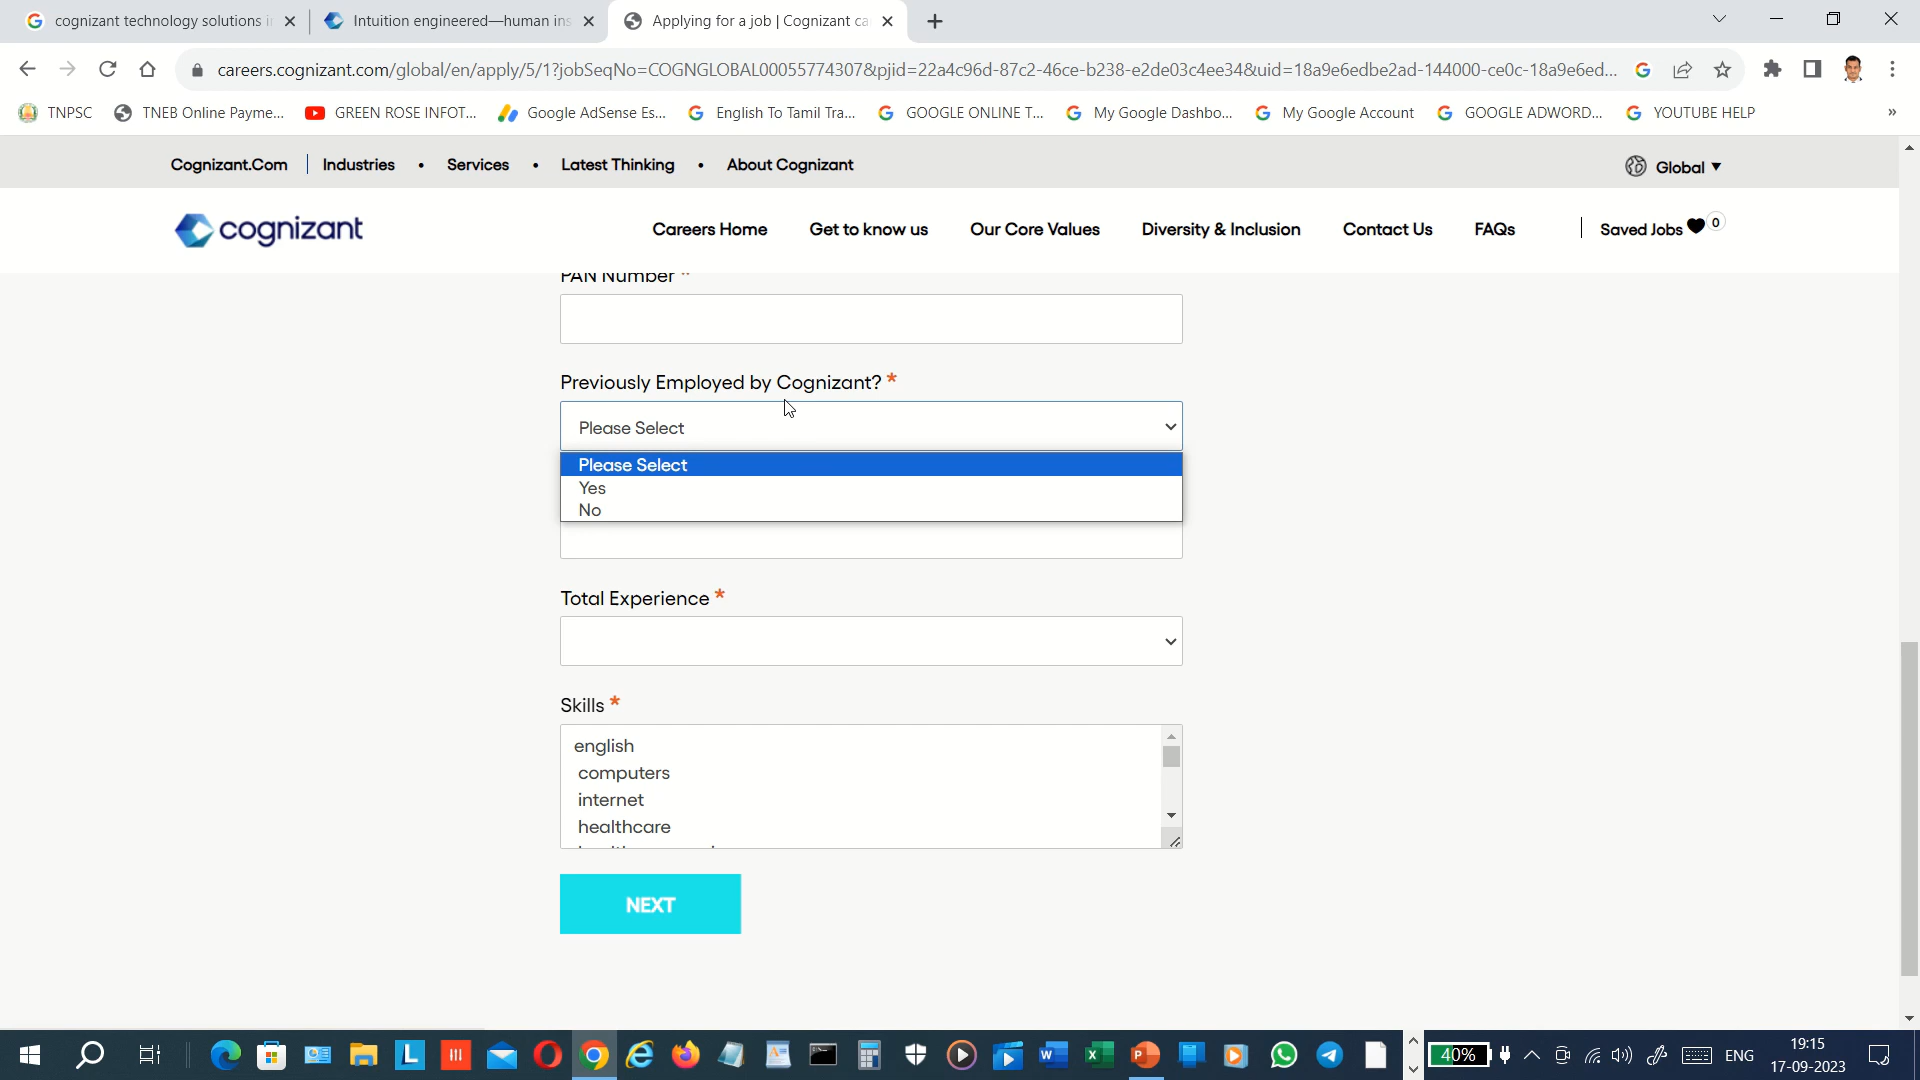 cognizant technology solutions i
Intuition engineered—human ins
Applying for a job | Cognizant ca
careers.cognizant.com/global/en/apply/5/1?jobSeqNo=COGNGLOBAL00055774307&pjid=22a4c96d-87c2-46ce-b238-e2de03c4ee34&uid=18a9e6edbe2ad-144000-ce0c-18a9e6ed...
TNPSC
TNEB Online Payme...
GREEN ROSE INFOT...
Google AdSense Es...
English To Tamil Tra...
GOOGLE ONLINE T...
My Google Dashbo...
My Google Account
GOOGLE ADWORD...
YOUTUBE HELP
»
Cognizant.Com
Industries • Services • Latest Thinking • About Cognizant
Global
cognizant
Careers Home
Get to know us
Our Core Values
Diversity & Inclusion
Contact Us
FAQs
Saved Jobs 0
PAN Number *
Previously Employed by Cognizant? *
Please Select
Please Select
Yes
No
Total Experience *
Skills *
english
computers
internet
healthcare
NEXT
40%
ENG
19:15
17-09-2023